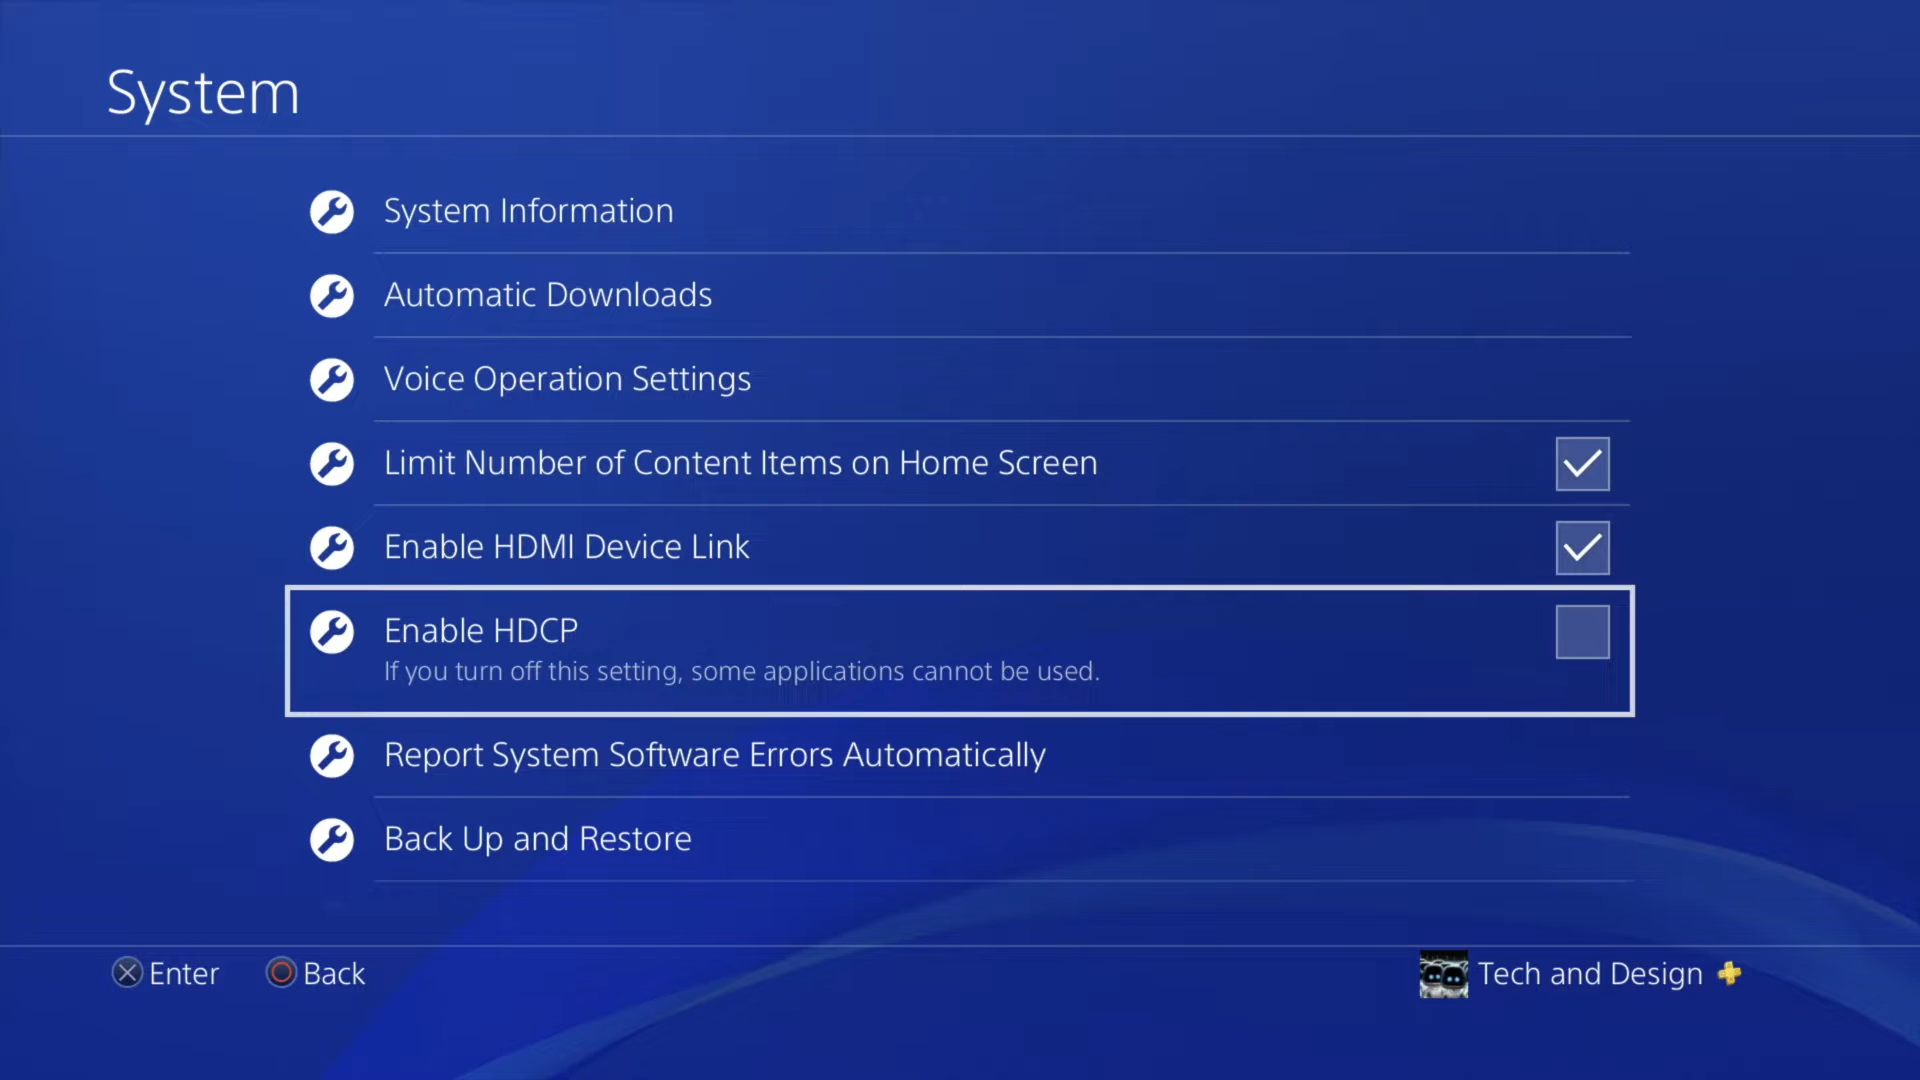 System
System Information
Automatic Downloads
Voice Operation Settings
Limit Number of Content Items on Home Screen
Enable HDMI Device Link
Enable HDCP
If you turn off this setting, some applications cannot be used.
Report System Software Errors Automatically
Back Up and Restore
Enter Back Tech and Design